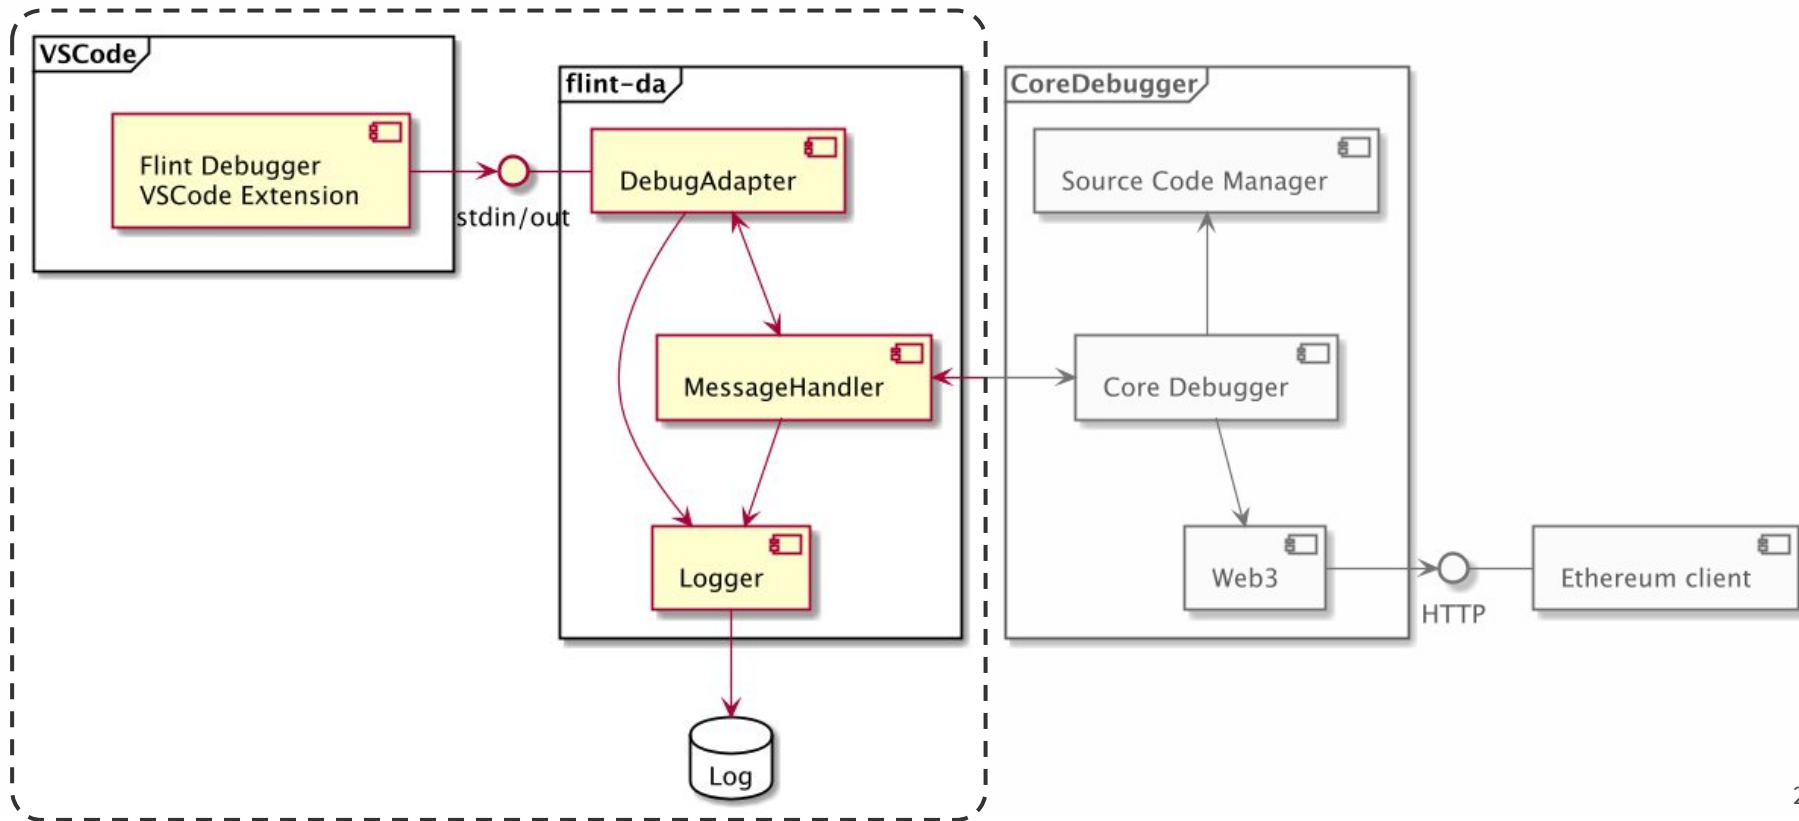 VSCode
Flint Debugger
VSCode Extension
stdin/out
flint-da
DebugAdapter
MessageHandler
Logger
Log
CoreDebugger
Source Code Manager
Core Debugger
Web3
HTTP
Ethereum client